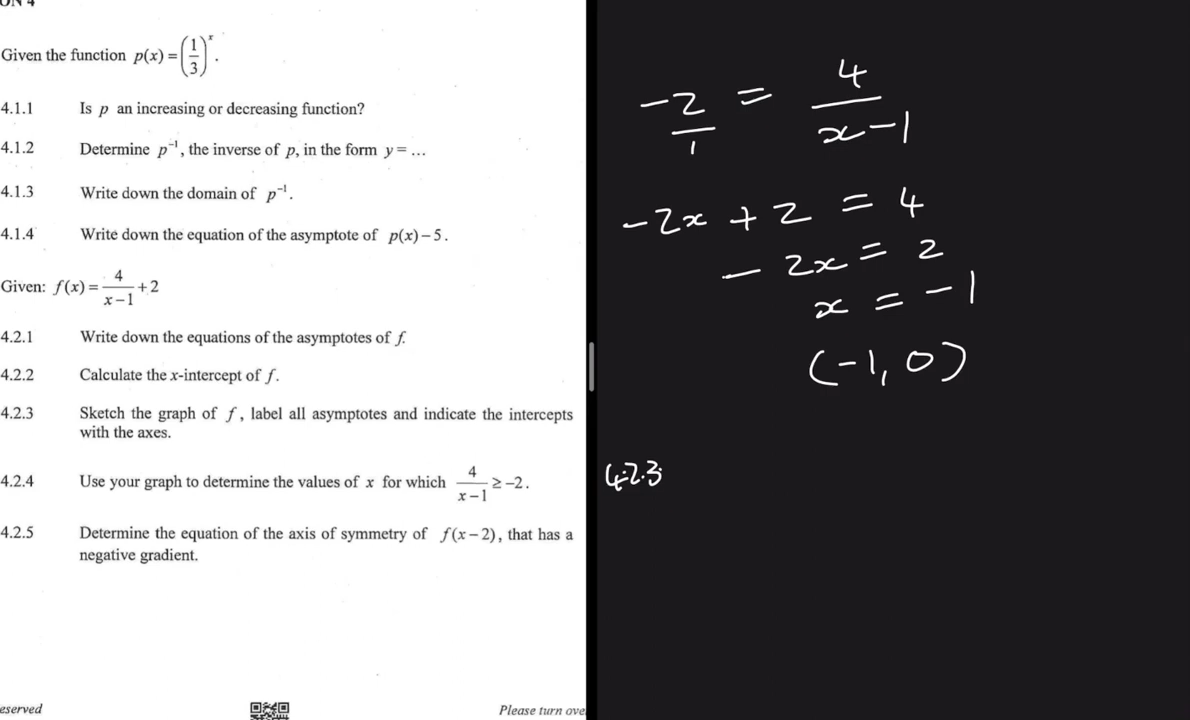 Given the function p(x) = (1/3)^x.
4.1.1 Is p an increasing or decreasing function?
4.1.2 Determine p⁻¹, the inverse of p, in the form y = ...
4.1.3 Write down the domain of p⁻¹.
4.1.4 Write down the equation of the asymptote of p(x) − 5.
Given: f(x) = 4/(x − 1) + 2
4.2.1 Write down the equations of the asymptotes of f.
4.2.2 Calculate the x-intercept of f.
4.2.3 Sketch the graph of f, label all asymptotes and indicate the intercepts
with the axes.
4.2.4 Use your graph to determine the values of x for which 4/(x − 1) ≥ −2.
4.2.5 Determine the equation of the axis of symmetry of f(x − 2), that has a
negative gradient.
eserved
Please turn ove
-2/1 = 4/(x-1)
-2x + 2 = 4
- 2x = 2
x = -1
(-1, 0)
4.2.3